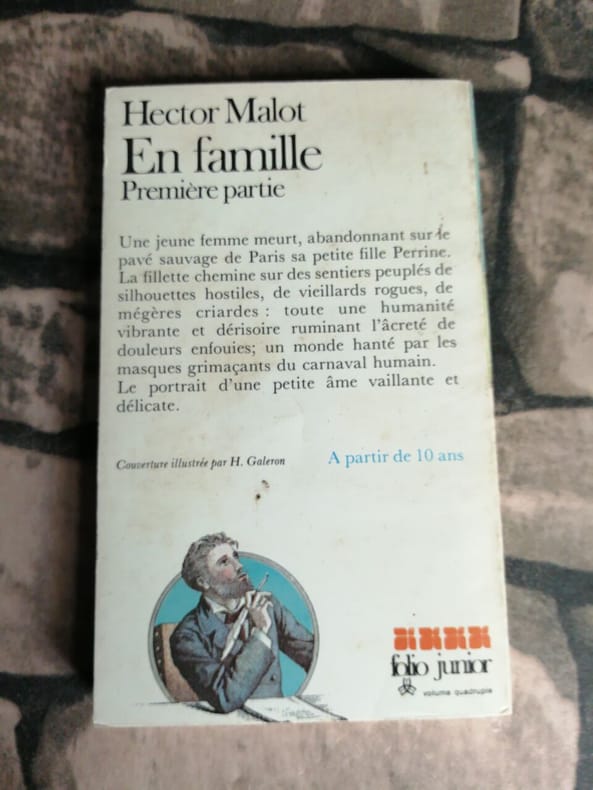 Hector Malot
En famille
Première partie
Une jeune femme meurt, abandonnant sur le
pavé sauvage de Paris sa petite fille Perrine.
La fillette chemine sur des sentiers peuplés de
silhouettes hostiles, de vieillards rogues, de
mégères criardes : toute une humanité
vibrante et dérisoire ruminant l'âcreté de
douleurs enfouies; un monde hanté par les
masques grimaçants du carnaval humain.
Le portrait d'une petite âme vaillante et
délicate.
Couverture illustrée par H. Galeron
A partir de 10 ans
folio junior
volume quadruple